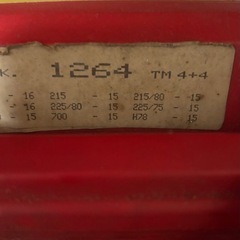 K. 1264 TM 4+4
- 16 215 - 15 215/80 - 15
- 16 225/80 - 15 225/75 - 15
- 15 700 - 15 H78 - 15